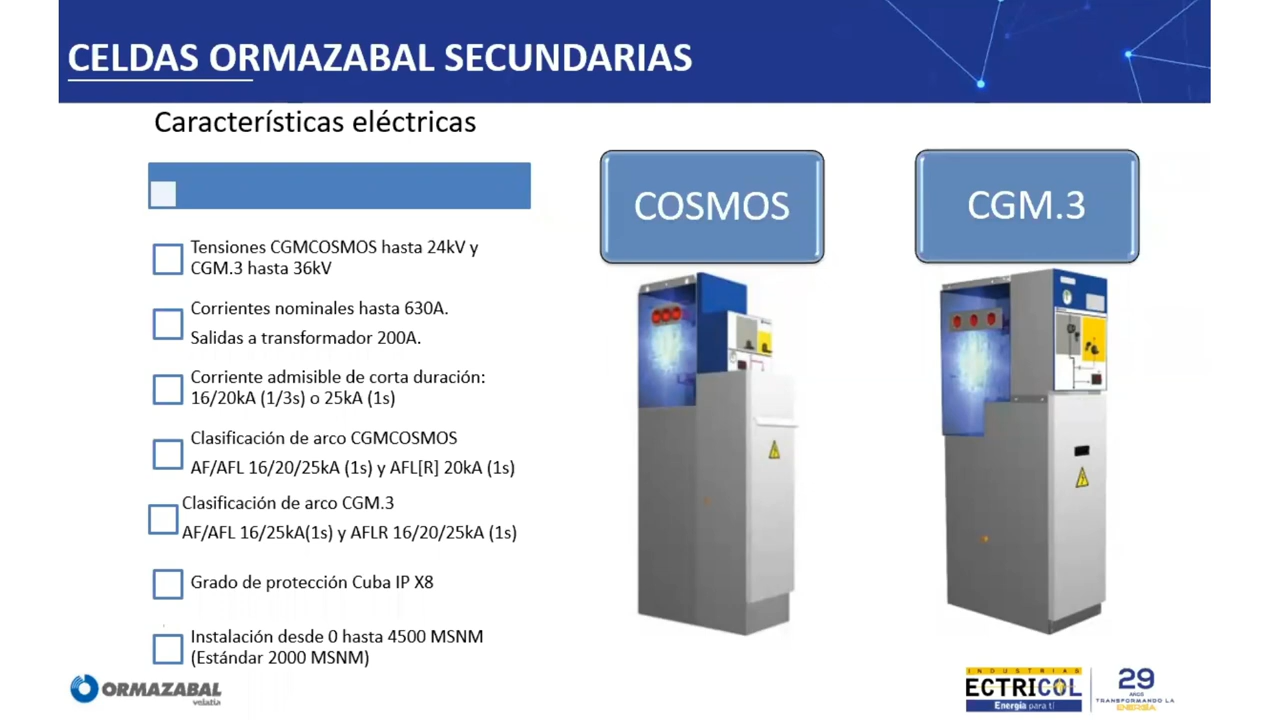 CELDAS ORMAZABAL SECUNDARIAS
Características eléctricas
COSMOS
CGM.3
Tensiones CGMCOSMOS hasta 24kV y
CGM.3 hasta 36kV
Corrientes nominales hasta 630A.
Salidas a transformador 200A.
Corriente admisible de corta duración:
16/20kA (1/3s) o 25kA (1s)
Clasificación de arco CGMCOSMOS
AF/AFL 16/20/25kA (1s) y AFL[R] 20kA (1s)
Clasificación de arco CGM.3
AF/AFL 16/25kA(1s) y AFLR 16/20/25kA (1s)
Grado de protección Cuba IP X8
Instalación desde 0 hasta 4500 MSNM
(Estándar 2000 MSNM)
ORMAZABAL
velatia
INDUSTRIAS
ECTRICOL
Energía para ti
29
AÑOS
TRANSFORMANDO LA
ENERGÍA